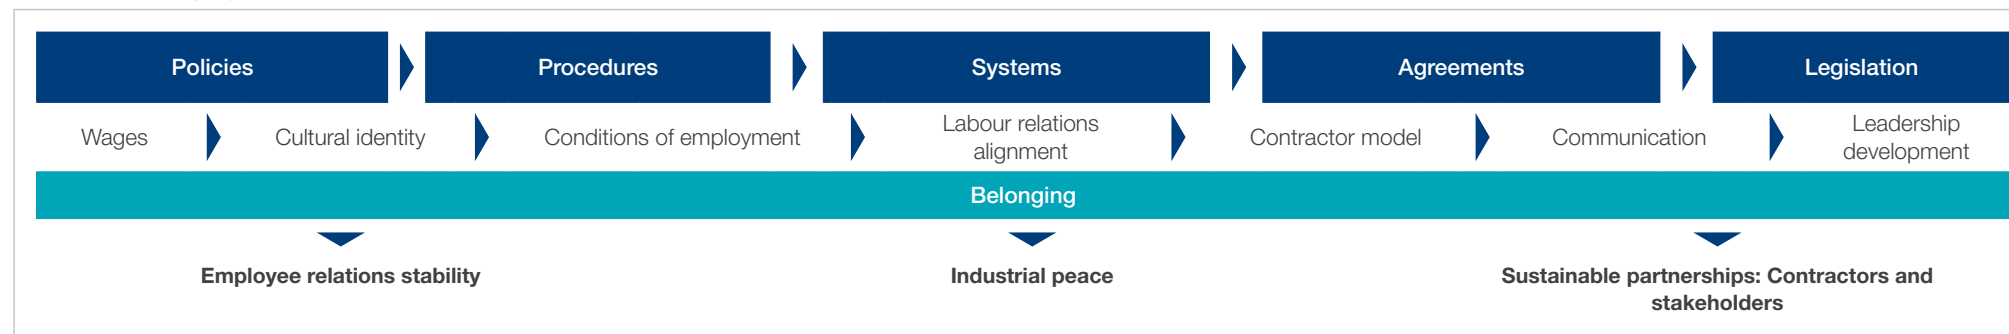 Policies
Procedures
Systems
Agreements
Legislation
Wages
Cultural identity
Conditions of employment
Labour relations
alignment
Contractor model
Communication
Leadership
development
Belonging
Employee relations stability
Industrial peace
Sustainable partnerships: Contractors and
stakeholders